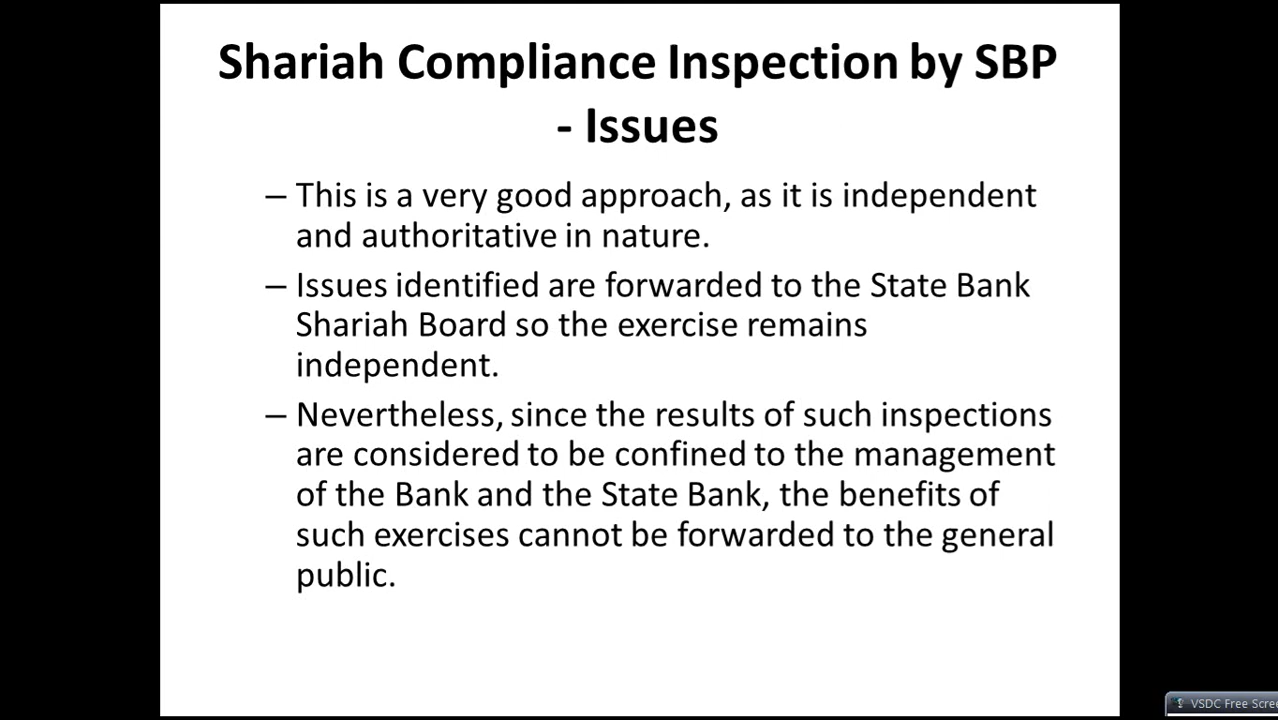 Shariah Compliance Inspection by SBP
- Issues
– This is a very good approach, as it is independent
and authoritative in nature.
– Issues identified are forwarded to the State Bank
Shariah Board so the exercise remains
independent.
– Nevertheless, since the results of such inspections
are considered to be confined to the management
of the Bank and the State Bank, the benefits of
such exercises cannot be forwarded to the general
public.
VSDC Free Scree